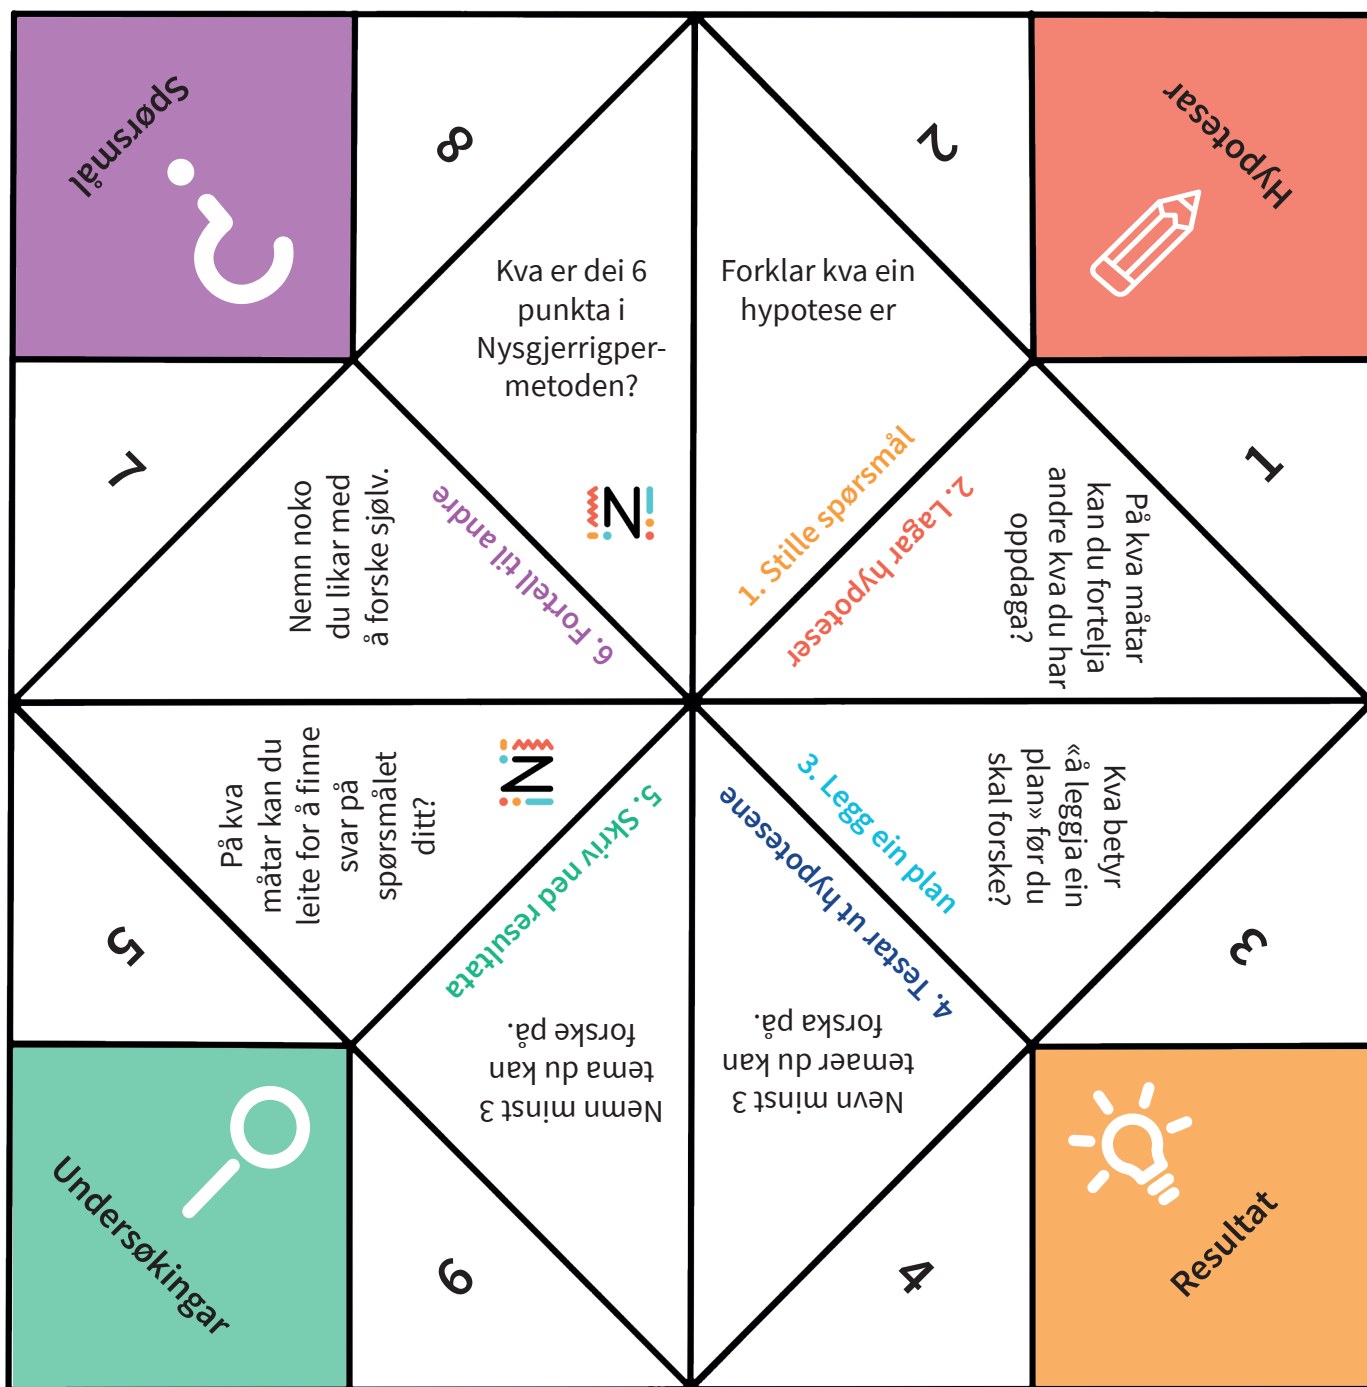 Spørsmål
8
2
Hypotesar
Kva er dei 6
punkta i
Nysgjerrigper-
metoden?
Forklar kva ein
hypotese er
7
Nemn noko
du likar med
å forske sjølv.
6. Fortell til andre
N
1. Stille spørsmål
2. Lagar hypoteser
På kva måtar
kan du fortelja
andre kva du har
oppdaga?
1
På kva
måtar kan du
leite for å finne
svar på
spørsmålet
ditt?
N
5
5. Skriv ned resultata
3. Legg ein plan
4. Testar ut hypotesene
Kva betyr
«å leggja ein
plan» før du
skal forske?
3
Nemn minst 3
tema du kan
forske på.
Nevn minst 3
temaer du kan
forska på.
Undersøkingar
6
4
Resultat